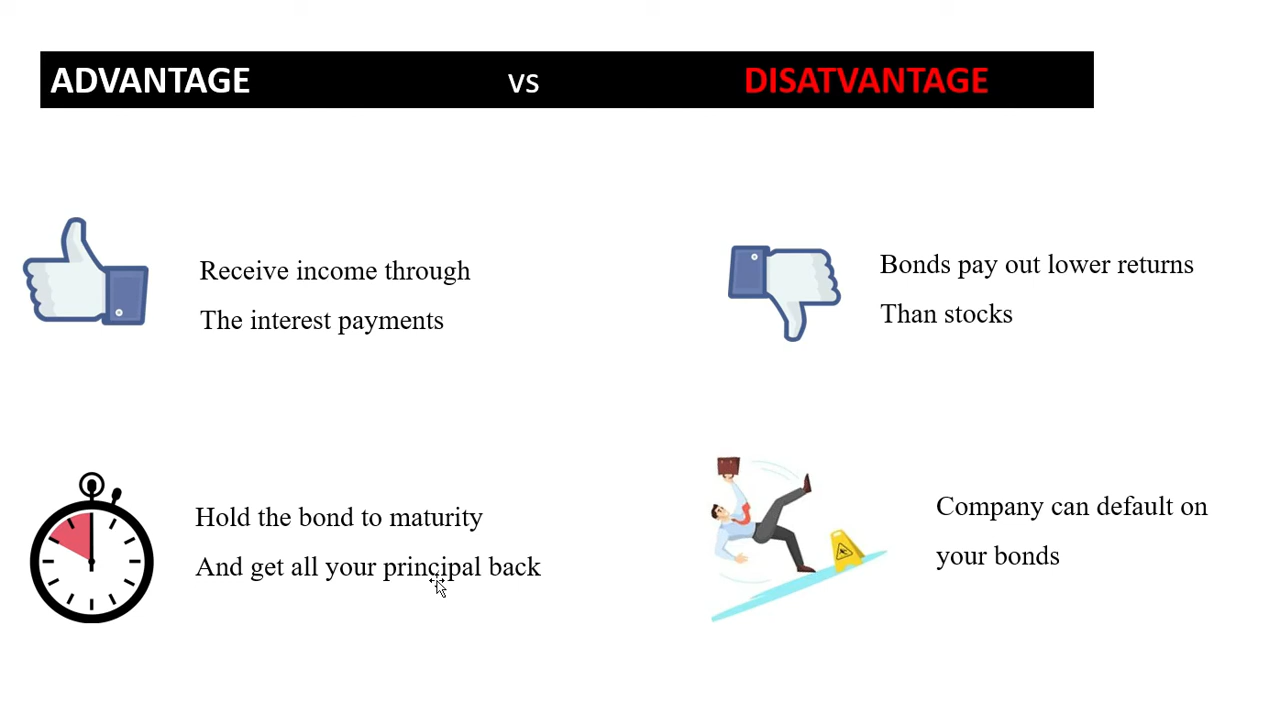 ADVANTAGE VS DISATVANTAGE
Receive income through
The interest payments
Bonds pay out lower returns
Than stocks
Hold the bond to maturity
And get all your principal back
Company can default on
your bonds